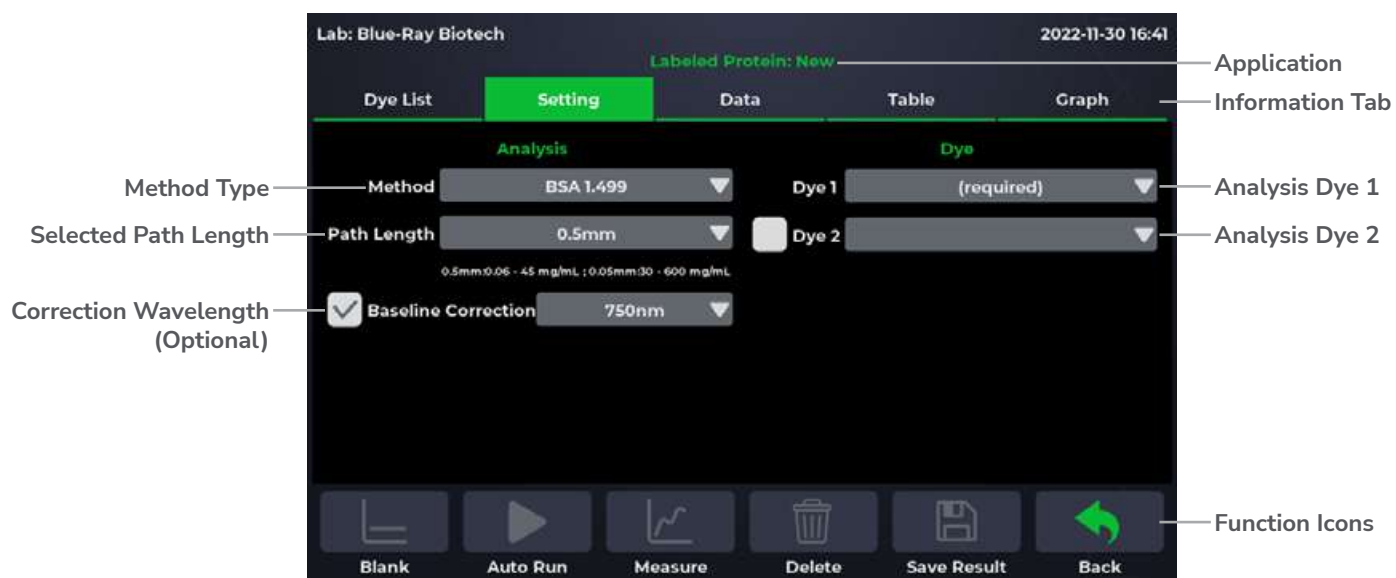 Lab: Blue-Ray Biotech 2022-11-30 16:41
Labeled Protein: New
Application
Dye List Setting Data Table Graph
Information Tab
Analysis Dye
Method Type
Method BSA 1.499
Dye 1 (required)
Analysis Dye 1
Selected Path Length
Path Length 0.5mm
Dye 2
Analysis Dye 2
0.5mm:0.06 - 45 mg/mL ; 0.05mm:30 - 600 mg/mL
Correction Wavelength
(Optional)
Baseline Correction 750nm
Function Icons
Blank Auto Run Measure Delete Save Result Back